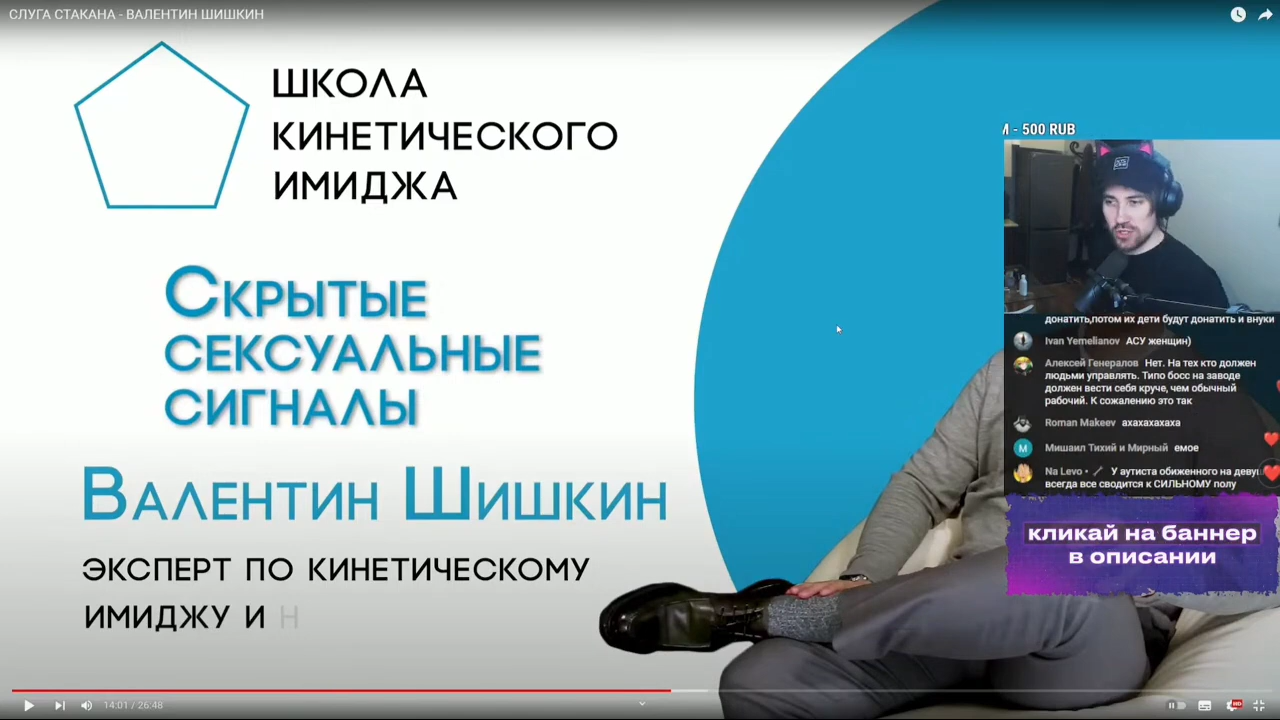 СЛУГА СТАКАНА - ВАЛЕНТИН ШИШКИН
ШКОЛА
КИНЕТИЧЕСКОГО
ИМИДЖА
СКРЫТЫЕ
СЕКСУАЛЬНЫЕ
СИГНАЛЫ
ВАЛЕНТИН ШИШКИН
ЭКСПЕРТ ПО КИНЕТИЧЕСКОМУ
ИМИДЖУ И Н
- 500 RUB
донатить,потом их дети будут донатить и внуки
Ivan Yemelianov АСУ женщин)
Алексей Генералов Нет. На тех кто должен
людьми управлять. Типо босс на заводе
должен вести себя круче, чем обычный
рабочий. К сожалению это так
Roman Makeev ахахахахаха
М Мишаил Тихий и Мирный емое
Na Levo • У аутиста обиженного на деву
всегда все сводится к СИЛЬНОМУ полу
кликай на баннер
в описании
14:01 / 26:48
HD